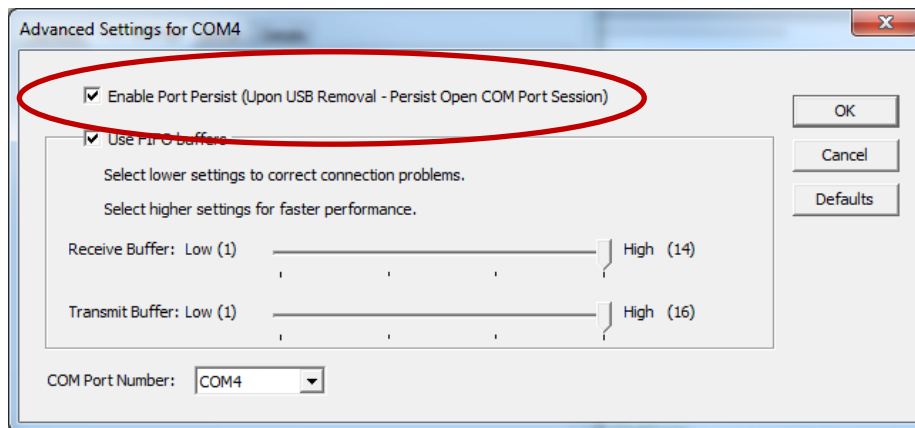 Advanced Settings for COM4
Enable Port Persist (Upon USB Removal - Persist Open COM Port Session)
OK
Use FIFO buffers
Cancel
Select lower settings to correct connection problems.
Defaults
Select higher settings for faster performance.
Receive Buffer: Low (1) High (14)
Transmit Buffer: Low (1) High (16)
COM Port Number: COM4